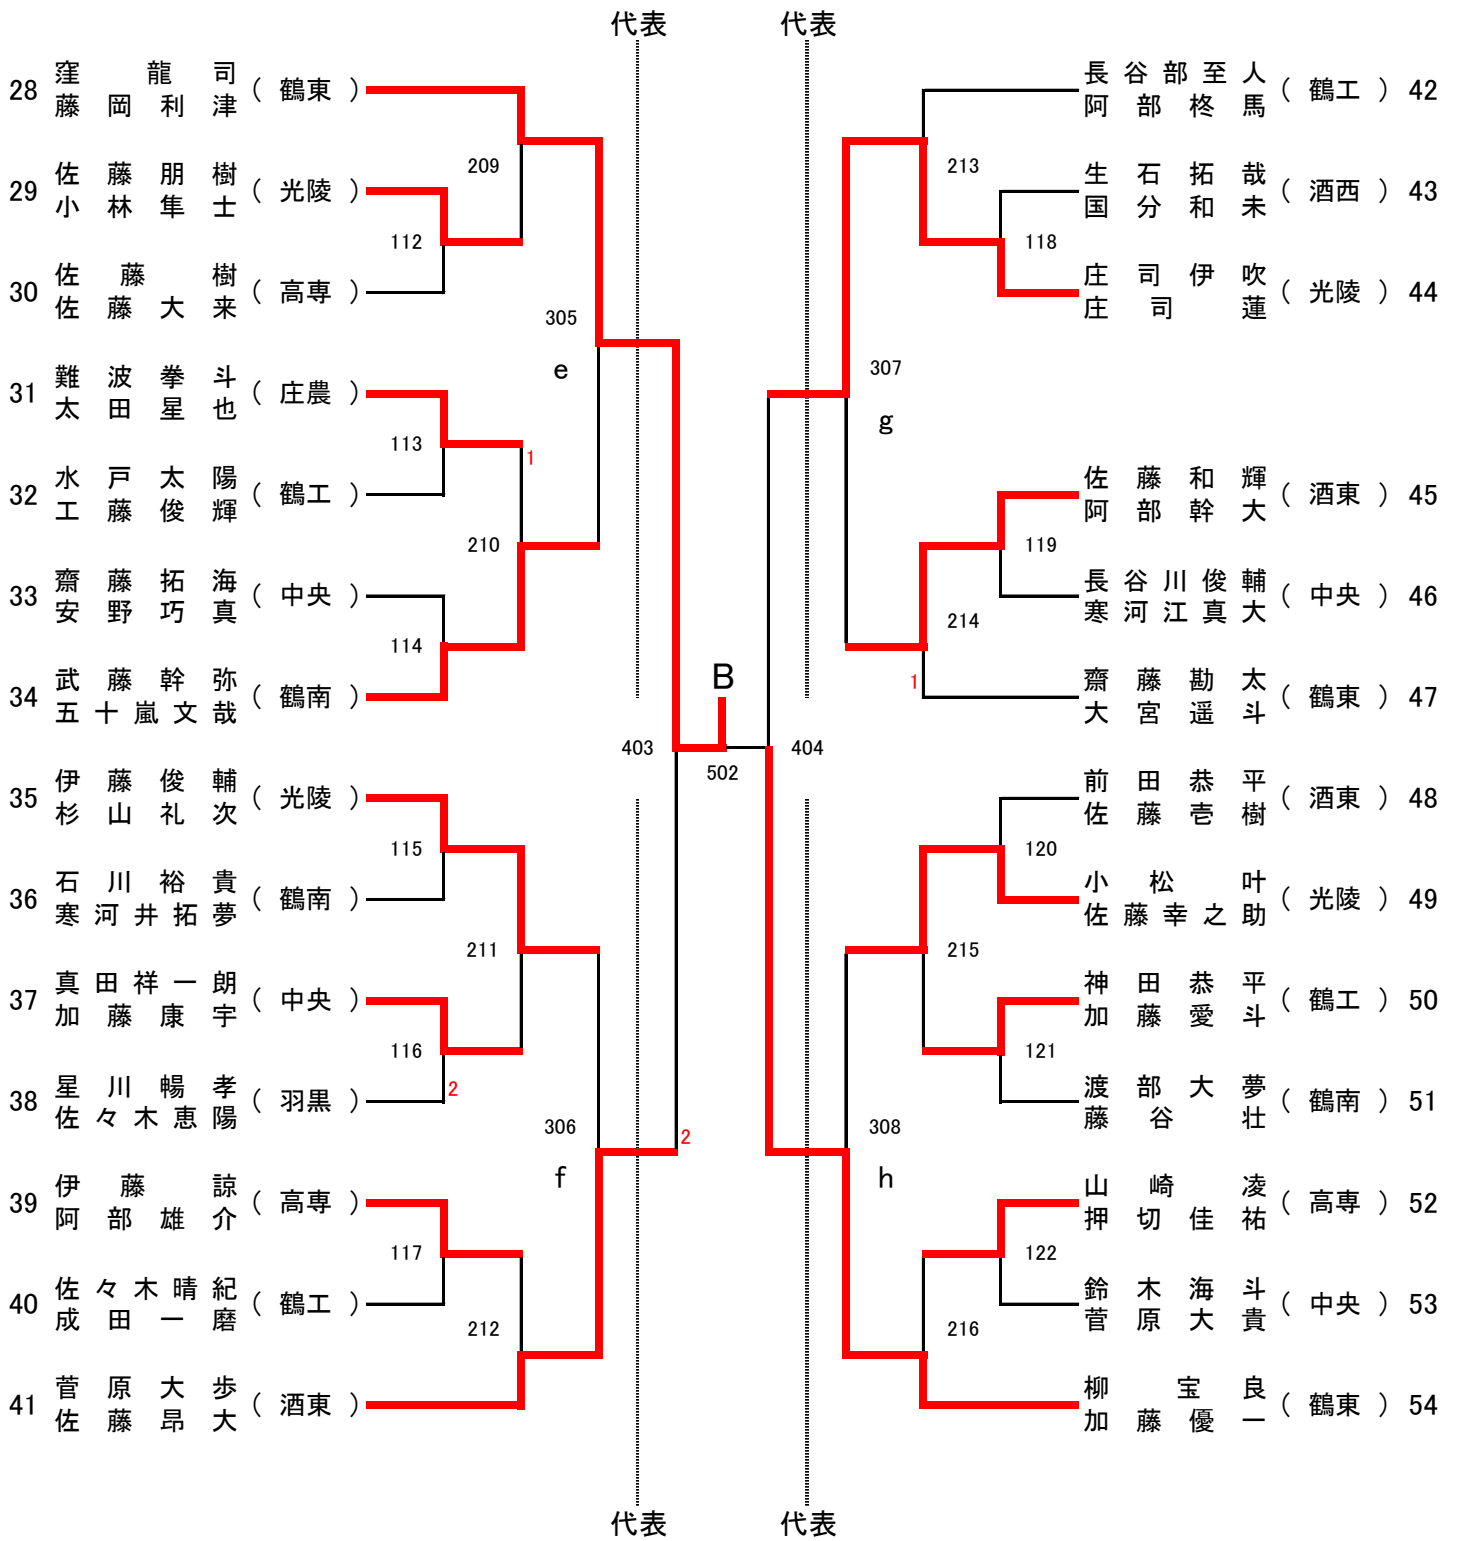 代表 代表
28 窪龍司 ( 鶴東 )
藤岡利津
29 佐藤朋樹 ( 光陵 )
小林隼士
30 佐藤樹 ( 高専 )
佐藤大来
31 難波拳斗 ( 庄農 )
太田星也
32 水戸太陽 ( 鶴工 )
工藤俊輝
33 齋藤拓海 ( 中央 )
安野巧真
34 武藤幹弥 ( 鶴南 )
五十嵐文哉
35 伊藤俊輔 ( 光陵 )
杉山礼次
36 石川裕貴 ( 鶴南 )
寒河井拓夢
37 真田祥一朗 ( 中央 )
加藤康宇
38 星川暢孝 ( 羽黒 )
佐々木恵陽
39 伊藤諒 ( 高専 )
阿部雄介
40 佐々木晴紀 ( 鶴工 )
成田一磨
41 菅原大歩 ( 酒東 )
佐藤昂大
112
113
114
115
116
117
2
209
210
211
212
1
305
e
306
f
403
2
B
502
404
307
g
308
h
213
214
215
216
1
118
119
120
121
122
長谷部至人 ( 鶴工 ) 42
阿部柊馬
生石拓哉 ( 酒西 ) 43
国分和未
庄司伊吹 ( 光陵 ) 44
庄司蓮
佐藤和輝 ( 酒東 ) 45
阿部幹大
長谷川俊輔 ( 中央 ) 46
寒河江真大
齋藤勘太 ( 鶴東 ) 47
大宮遥斗
前田恭平 ( 酒東 ) 48
佐藤壱樹
小松叶 ( 光陵 ) 49
佐藤幸之助
神田恭平 ( 鶴工 ) 50
加藤愛斗
渡部大夢 ( 鶴南 ) 51
藤谷壮
山崎凌 ( 高専 ) 52
押切佳祐
鈴木海斗 ( 中央 ) 53
菅原大貴
柳宝良 ( 鶴東 ) 54
加藤優一
代表 代表